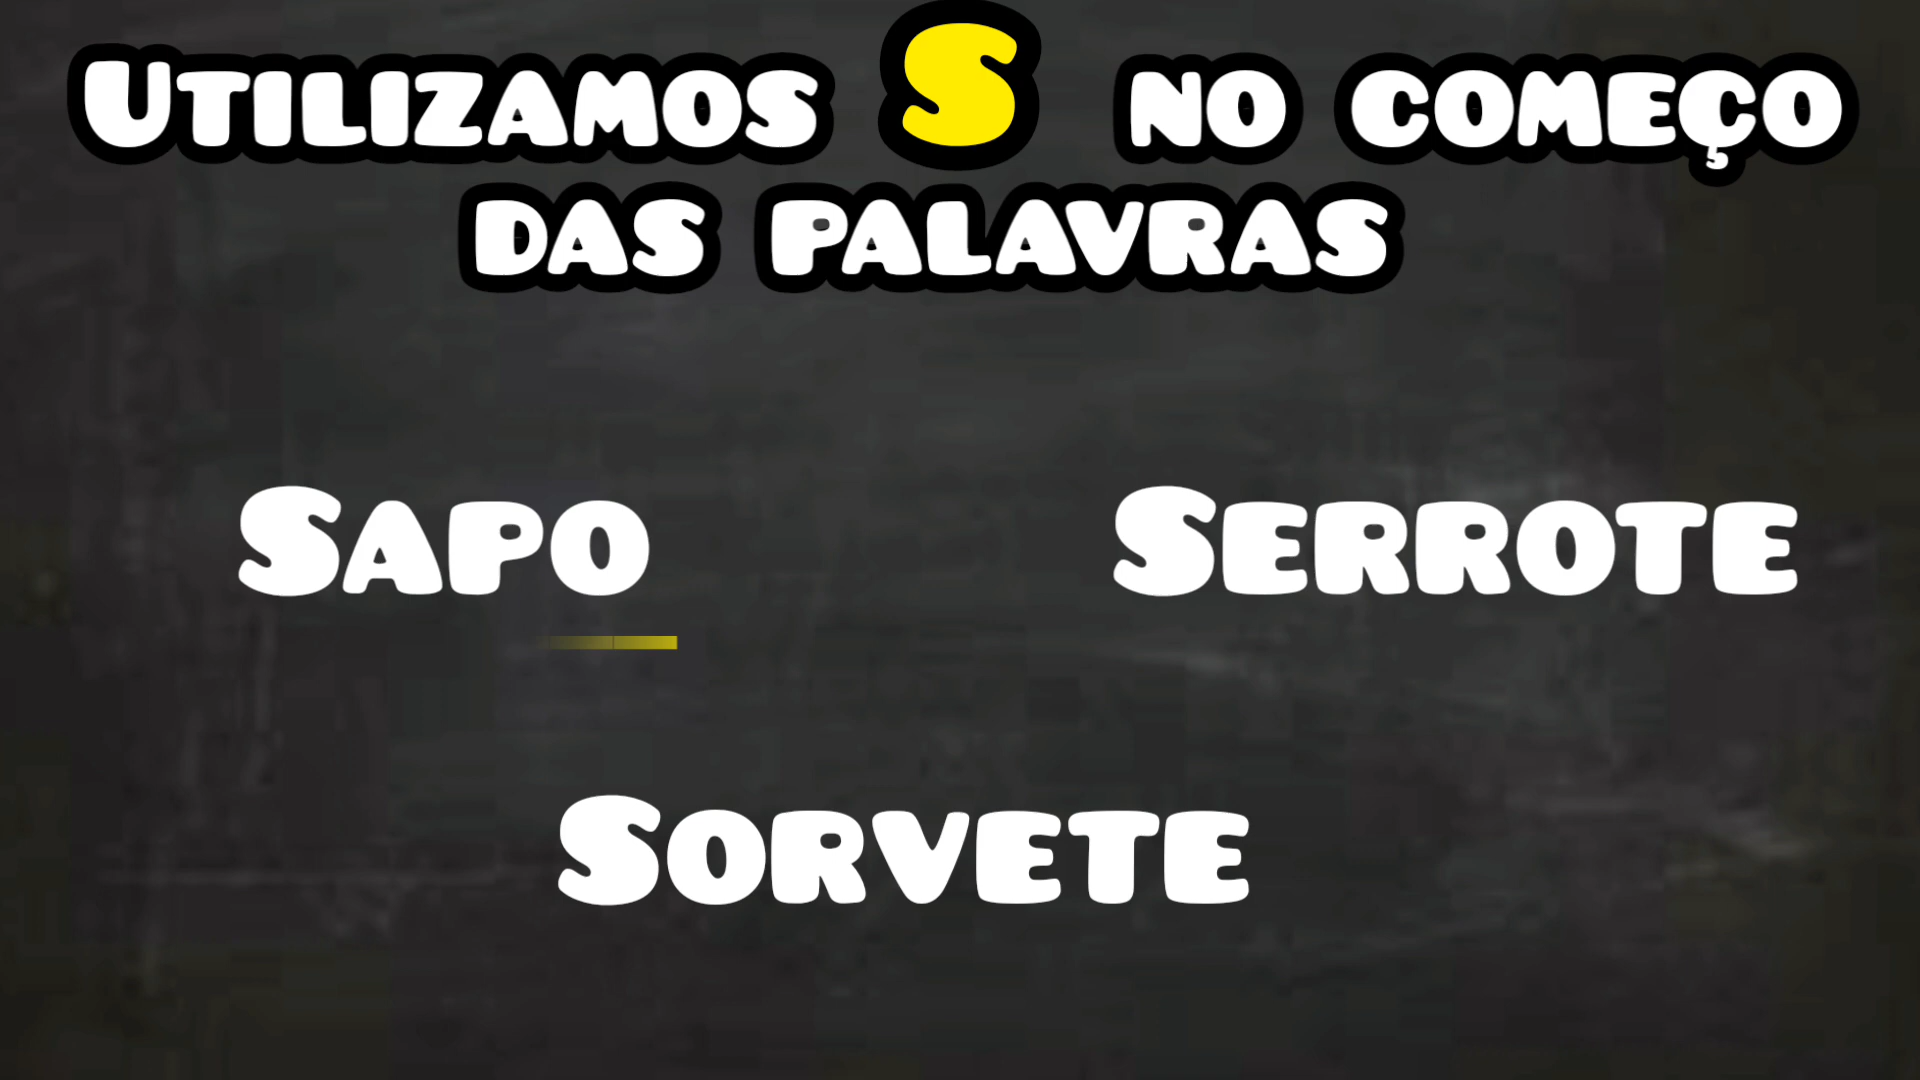 Utilizamos S no começo
das palavras
Sapo
Serrote
Sorvete